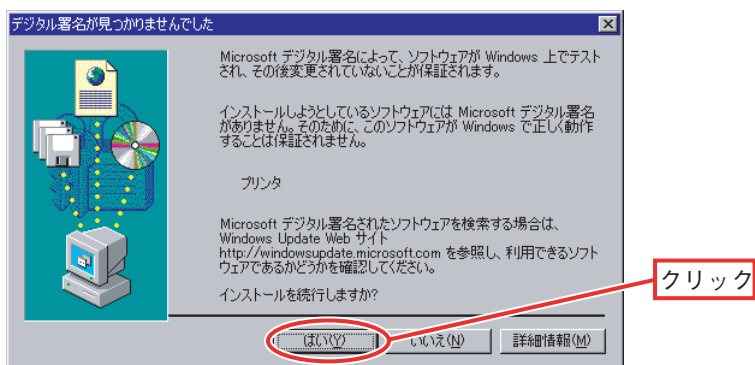 デジタル署名が見つかりませんでした
Microsoft デジタル署名によって、ソフトウェアが Windows 上でテスト
され、その後変更されていないことが保証されます。
インストールしようとしているソフトウェアには Microsoft デジタル署名
がありません。そのために、このソフトウェアが Windows で正しく動作
することは保証されません。
プリンタ
Microsoft デジタル署名されたソフトウェアを検索する場合は、
Windows Update Web サイト
http://windowsupdate.microsoft.com を参照し、利用できるソフト
ウェアであるかどうかを確認してください。
クリック
インストールを続行しますか?
はい(Y) いいえ(N) 詳細情報(M)